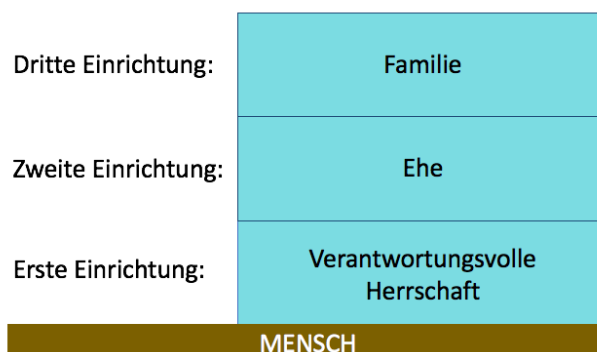 Dritte Einrichtung: Familie
Zweite Einrichtung: Ehe
Erste Einrichtung: Verantwortungsvolle
Herrschaft
MENSCH